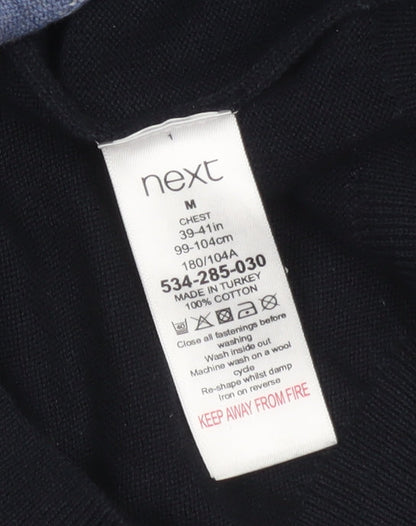 1
next
M
CHEST
39-41in
99-104cm
180/104A
534-285-030
MADE IN TURKEY
100% COTTON
Close all fastenings before
washing
Wash inside out
Machine wash on a wool
cycle
Re-shape whilst damp
Iron on reverse
KEEP AWAY FROM FIRE